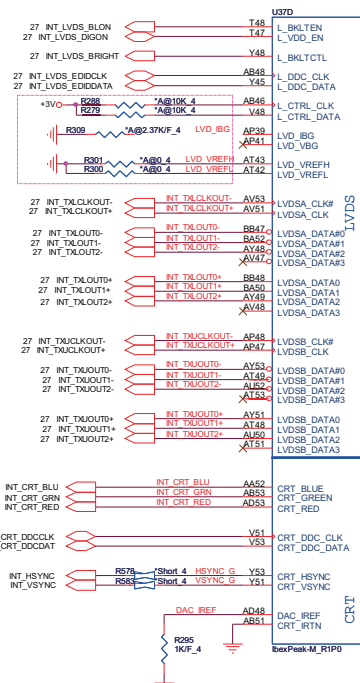 U37D
27 INT_LVDS_BLON T48 L_BKLTEN
27 INT_LVDS_DIGON T47 L_VDD_EN
27 INT_LVDS_BRIGHT Y48 L_BKLTCTL
27 INT_LVDS_EDIDCLK AB48 L_DDC_CLK
27 INT_LVDS_EDIDDATA Y45 L_DDC_DATA
+3V R288 *A@10K_4 AB46 L_CTRL_CLK
R279 *A@10K_4 V48 L_CTRL_DATA
R309 *A@2.37K/F_4 LVD_IBG AP39 LVD_IBG
AP41 LVD_VBG
R301 *A@0_4 LVD_VREFH AT43 LVD_VREFH
R300 *A@0_4 LVD_VREFL AT42 LVD_VREFL
LVDS
27 INT_TXLCLKOUT- INT_TXLCLKOUT- AV53 LVDSA_CLK#
27 INT_TXLCLKOUT+ INT_TXLCLKOUT+ AV51 LVDSA_CLK
27 INT_TXLOUT0- INT_TXLOUT0- BB47 LVDSA_DATA#0
27 INT_TXLOUT1- INT_TXLOUT1- BA52 LVDSA_DATA#1
27 INT_TXLOUT2- INT_TXLOUT2- AY48 LVDSA_DATA#2
AV47 LVDSA_DATA#3
27 INT_TXLOUT0+ INT_TXLOUT0+ BB48 LVDSA_DATA0
27 INT_TXLOUT1+ INT_TXLOUT1+ BA50 LVDSA_DATA1
27 INT_TXLOUT2+ INT_TXLOUT2+ AY49 LVDSA_DATA2
AV48 LVDSA_DATA3
27 INT_TXUCLKOUT- INT_TXUCLKOUT- AP48 LVDSB_CLK#
27 INT_TXUCLKOUT+ INT_TXUCLKOUT+ AP47 LVDSB_CLK
27 INT_TXUOUT0- INT_TXUOUT0- AY53 LVDSB_DATA#0
27 INT_TXUOUT1- INT_TXUOUT1- AT49 LVDSB_DATA#1
27 INT_TXUOUT2- INT_TXUOUT2- AU52 LVDSB_DATA#2
AT53 LVDSB_DATA#3
27 INT_TXUOUT0+ INT_TXUOUT0+ AY51 LVDSB_DATA0
27 INT_TXUOUT1+ INT_TXUOUT1+ AT48 LVDSB_DATA1
27 INT_TXUOUT2+ INT_TXUOUT2+ AU50 LVDSB_DATA2
AT51 LVDSB_DATA3
INT_CRT_BLU INT_CRT_BLU AA52 CRT_BLUE
INT_CRT_GRN INT_CRT_GRN AB53 CRT_GREEN
INT_CRT_RED INT_CRT_RED AD53 CRT_RED
CRT_DDCCLK V51 CRT_DDC_CLK
CRT_DDCDAT V53 CRT_DDC_DATA
INT_HSYNC R578 *Short_4 HSYNC_G Y53 CRT_HSYNC
INT_VSYNC R583 *Short_4 VSYNC_G Y51 CRT_VSYNC
CRT
DAC_IREF AD48 DAC_IREF
AB51 CRT_IRTN
R295
1K/F_4
IbexPeak-M_R1P0